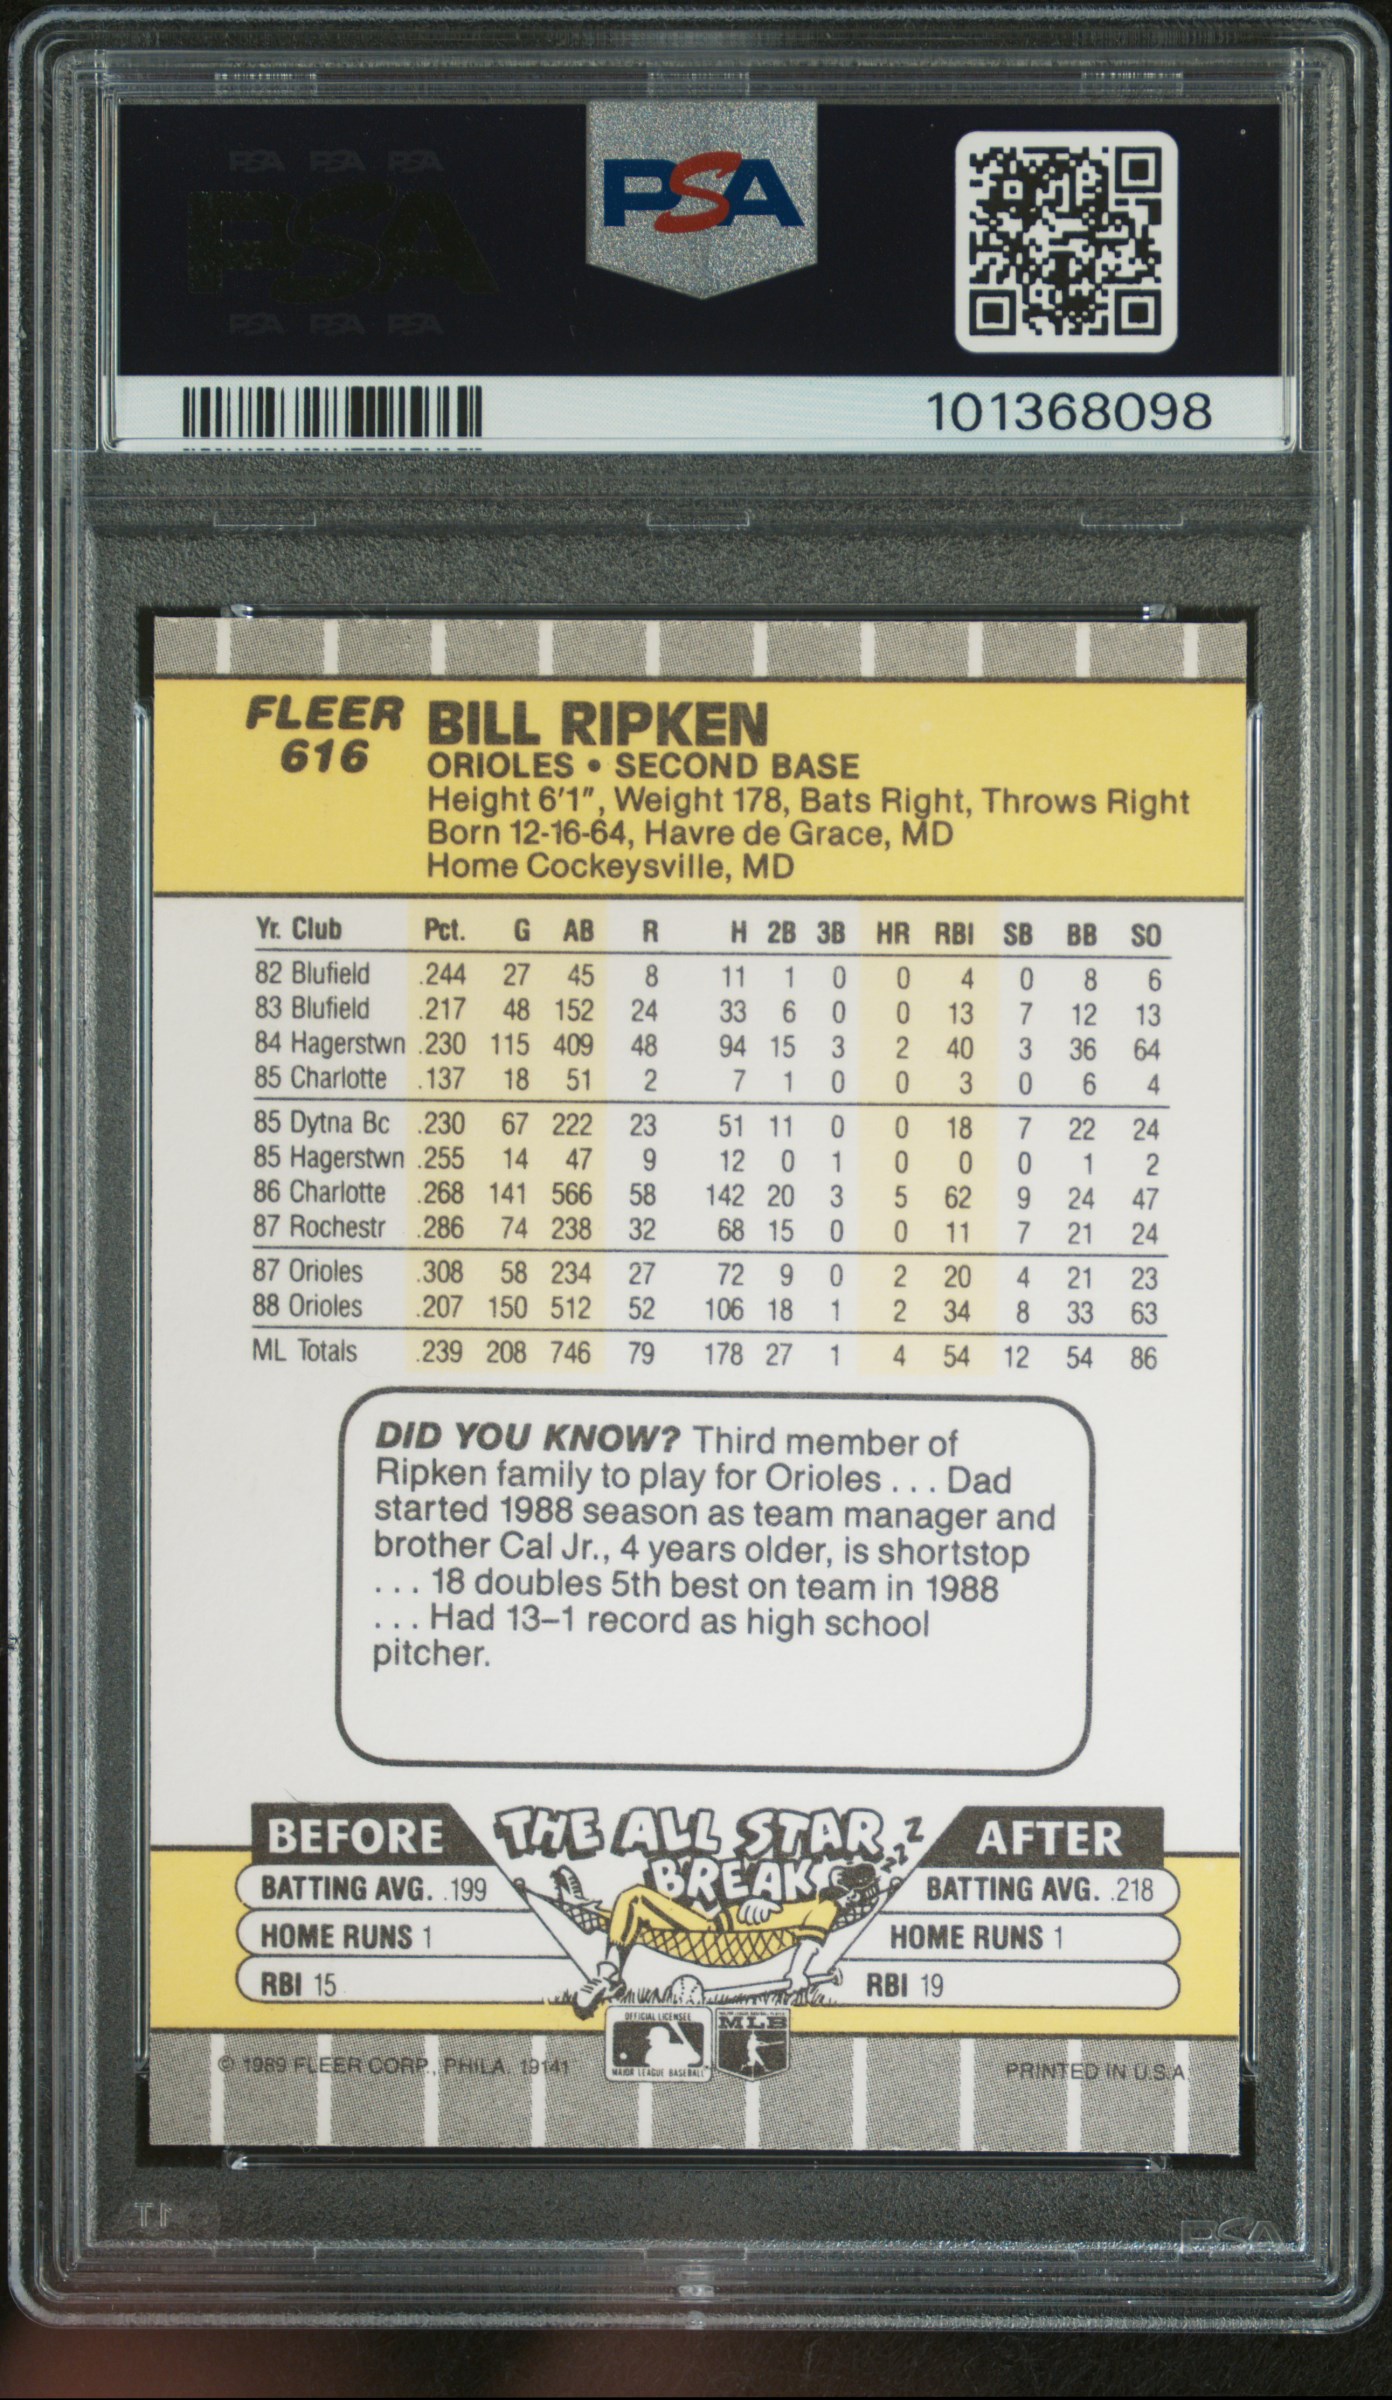 PSA PSA PSA
PSA
PSA PSA PSA
PSA
101368098
FLEER
616
BILL RIPKEN
ORIOLES • SECOND BASE
Height 6'1", Weight 178, Bats Right, Throws Right
Born 12-16-64, Havre de Grace, MD
Home Cockeysville, MD
Yr. Club Pct. G AB R H 2B 3B HR RBI SB BB SO
82 Blufield .244 27 45 8 11 1 0 0 4 0 8 6
83 Blufield .217 48 152 24 33 6 0 0 13 7 12 13
84 Hagerstwn .230 115 409 48 94 15 3 2 40 3 36 64
85 Charlotte .137 18 51 2 7 1 0 0 3 0 6 4
85 Dytna Bc .230 67 222 23 51 11 0 0 18 7 22 24
85 Hagerstwn .255 14 47 9 12 0 1 0 0 0 1 2
86 Charlotte .268 141 566 58 142 20 3 5 62 9 24 47
87 Rochestr .286 74 238 32 68 15 0 0 11 7 21 24
87 Orioles .308 58 234 27 72 9 0 2 20 4 21 23
88 Orioles .207 150 512 52 106 18 1 2 34 8 33 63
ML Totals .239 208 746 79 178 27 1 4 54 12 54 86
DID YOU KNOW? Third member of
Ripken family to play for Orioles . . . Dad
started 1988 season as team manager and
brother Cal Jr., 4 years older, is shortstop
. . . 18 doubles 5th best on team in 1988
. . . Had 13–1 record as high school
pitcher.
BEFORE
BATTING AVG. .199
HOME RUNS 1
RBI 15
THE ALL STAR
BREAK
Z Z Z Z
AFTER
BATTING AVG. .218
HOME RUNS 1
RBI 19
© 1989 FLEER CORP., PHILA. 19141
OFFICIAL LICENSEE
MAJOR LEAGUE BASEBALL
MLB
PRINTED IN U.S.A.
PSA